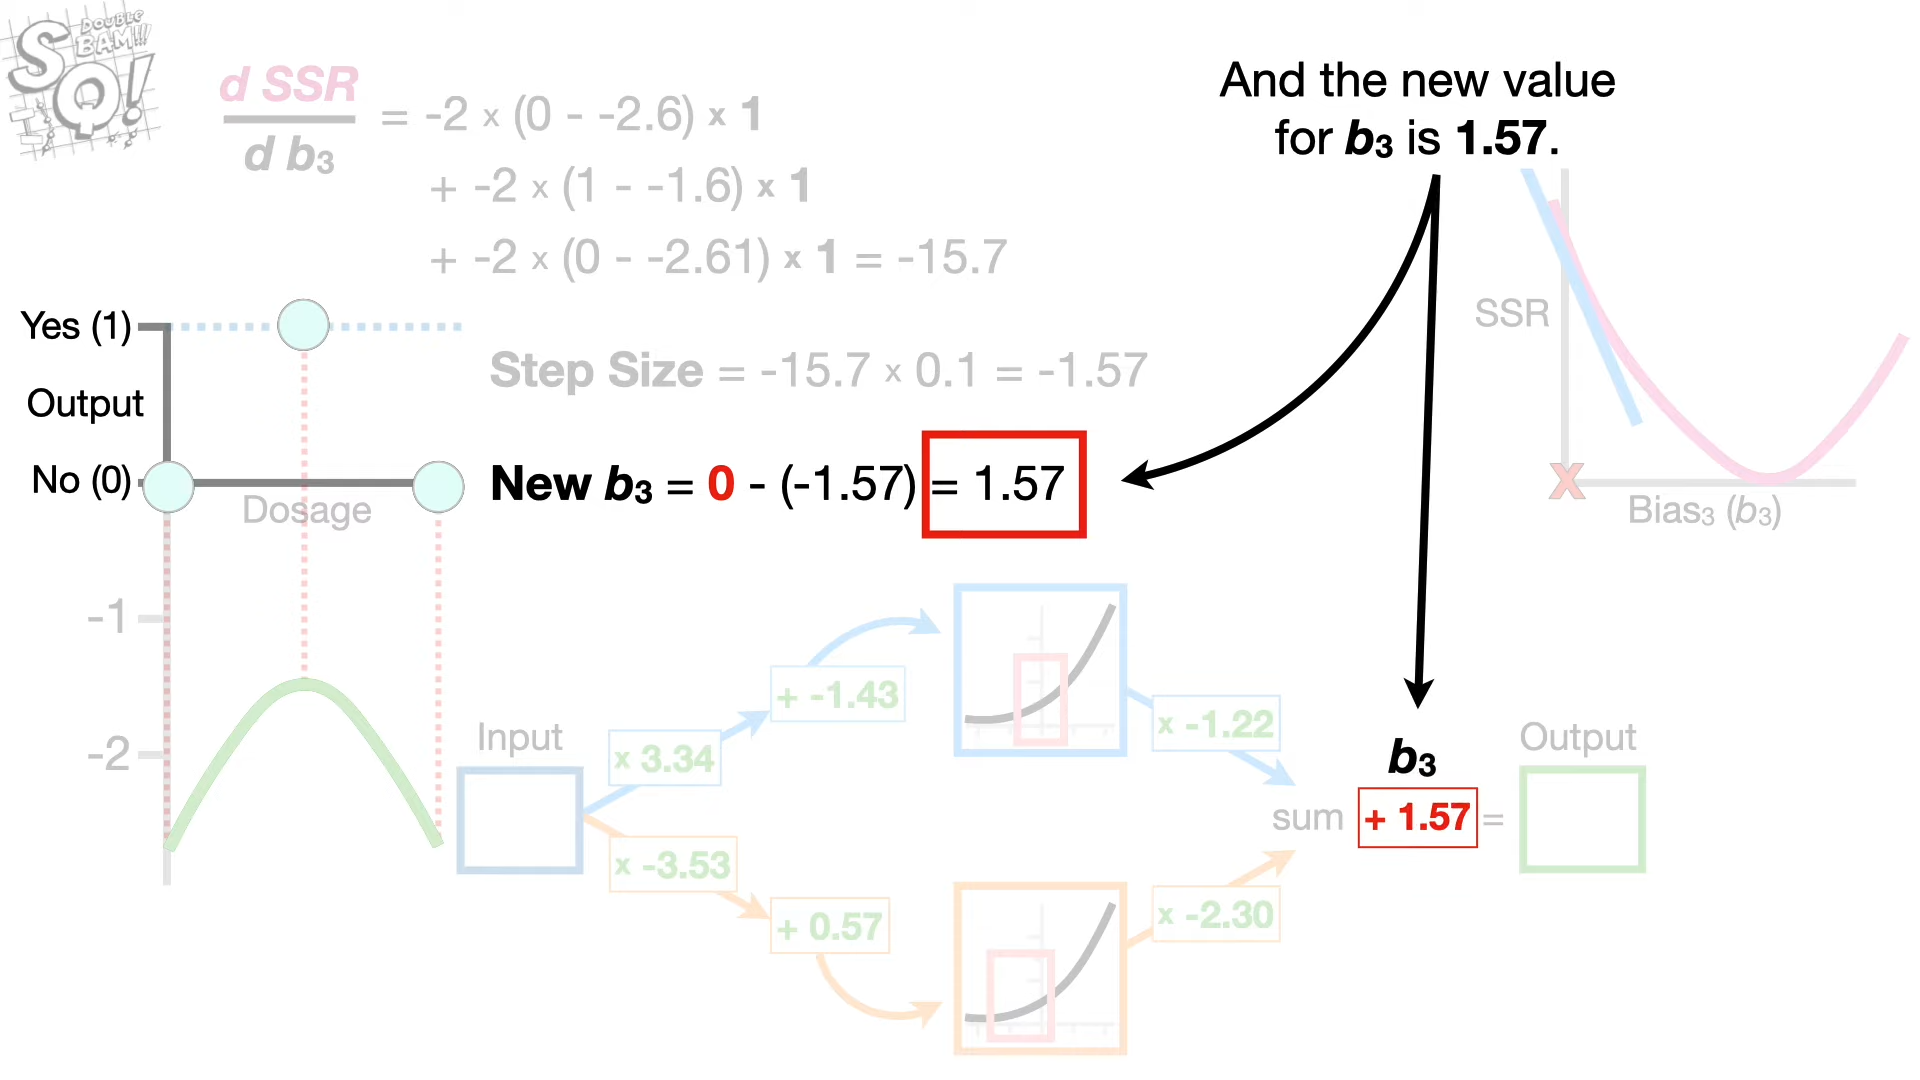 DOUBLE
BAM!!!
SQ!
And the new value
for b₃ is 1.57.
d SSR
d b₃
= -2 x (0 - -2.6) x 1
+ -2 x (1 - -1.6) x 1
+ -2 x (0 - -2.61) x 1 = -15.7
Step Size = -15.7 x 0.1 = -1.57
New b₃ = 0 - (-1.57) = 1.57
Yes (1)
Output
No (0)
Dosage
-1
-2
SSR
X
Bias₃ (b₃)
Input
x 3.34
+ -1.43
x -1.22
x -3.53
+ 0.57
x -2.30
b₃
sum + 1.57 =
Output